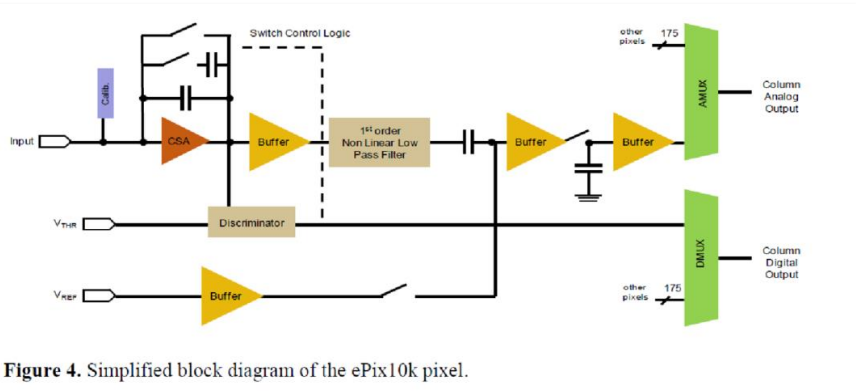 Switch Control Logic
other
pixels
175
Calib.
AMUX
Column
Analog
Output
Input
CSA
Buffer
1st order
Non Linear Low
Pass Filter
Buffer
Buffer
VTHR
Discriminator
DMUX
Column
Digital
Output
VREF
Buffer
other
pixels
175
Figure 4. Simplified block diagram of the ePix10k pixel.